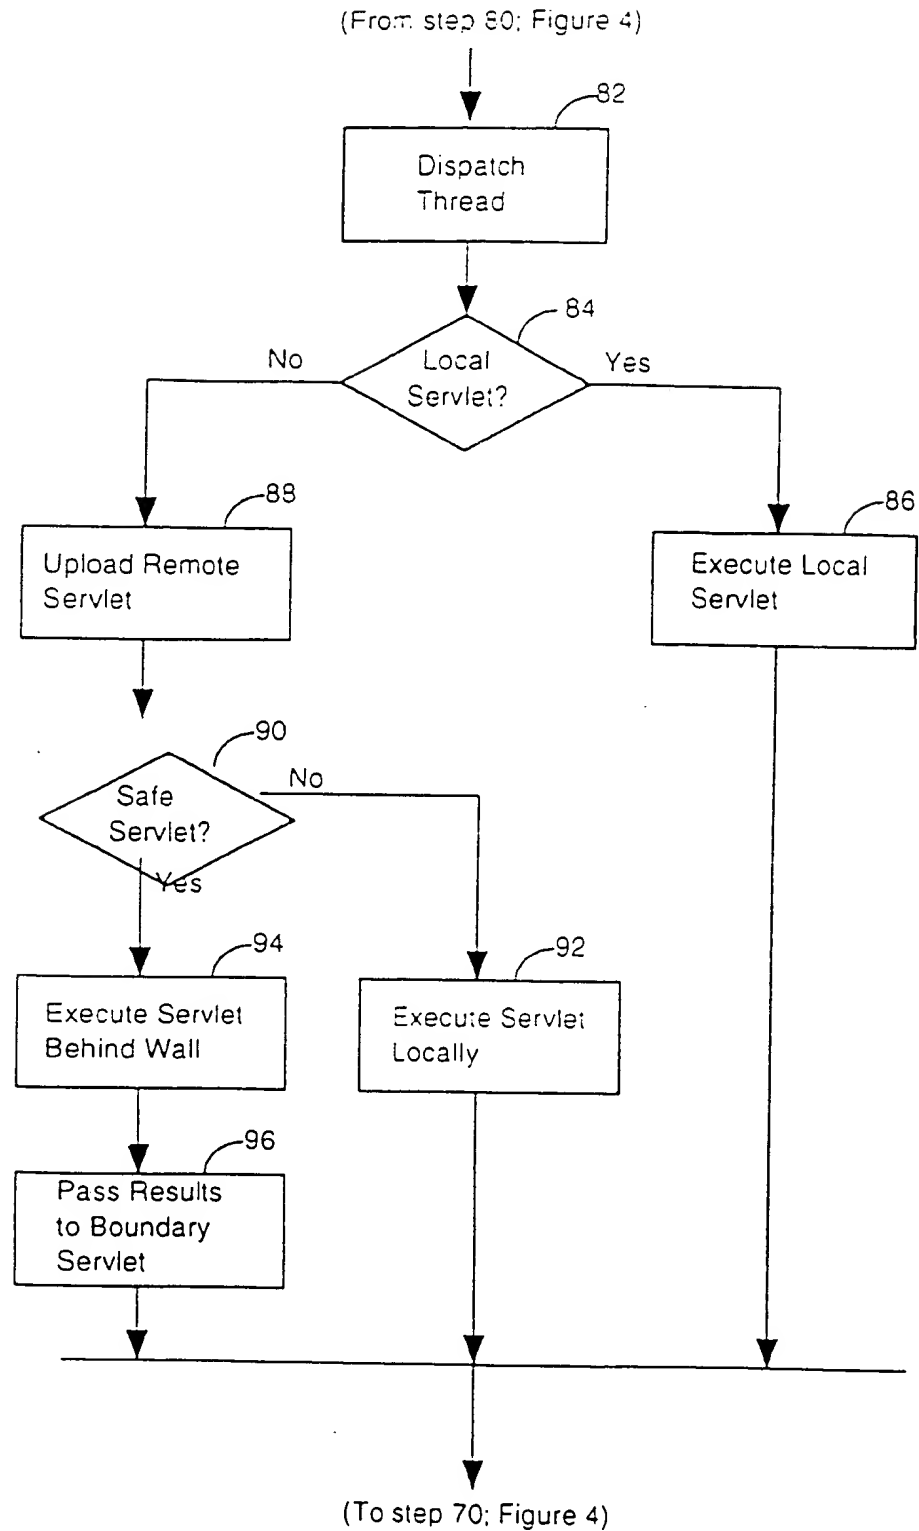 (From step 80; Figure 4)
82
Dispatch
Thread
84
No
Local
Servlet?
Yes
88
Upload Remote
Servlet
86
Execute Local
Servlet
90
Safe
Servlet?
No
Yes
94
Execute Servlet
Behind Wall
92
Execute Servlet
Locally
96
Pass Results
to Boundary
Servlet
(To step 70; Figure 4)